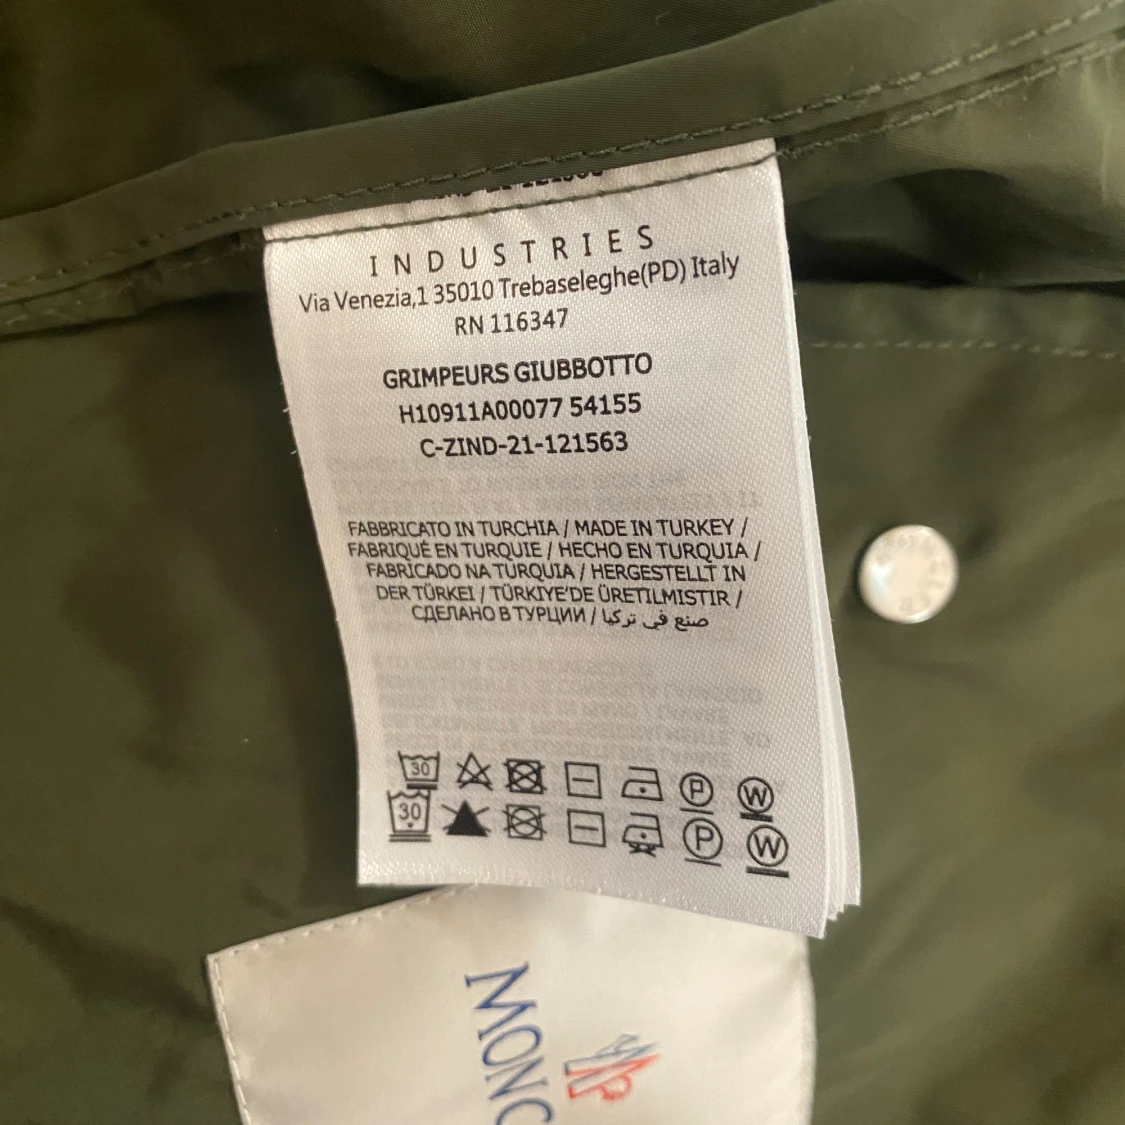 INDUSTRIES
Via Venezia,1 35010 Trebaseleghe(PD) Italy
RN 116347
GRIMPEURS GIUBBOTTO
H10911A00077 54155
C-ZIND-21-121563
FABBRICATO IN TURCHIA / MADE IN TURKEY /
FABRIQUÉ EN TURQUIE / HECHO EN TURQUIA /
FABRICADO NA TURQUIA / HERGESTELLT IN
DER TÜRKEI / TÜRKIYE'DE ÜRETILMISTIR /
СДЕЛАНО В ТУРЦИИ / صنع في تركيا
30 P W
30 P W
MONC